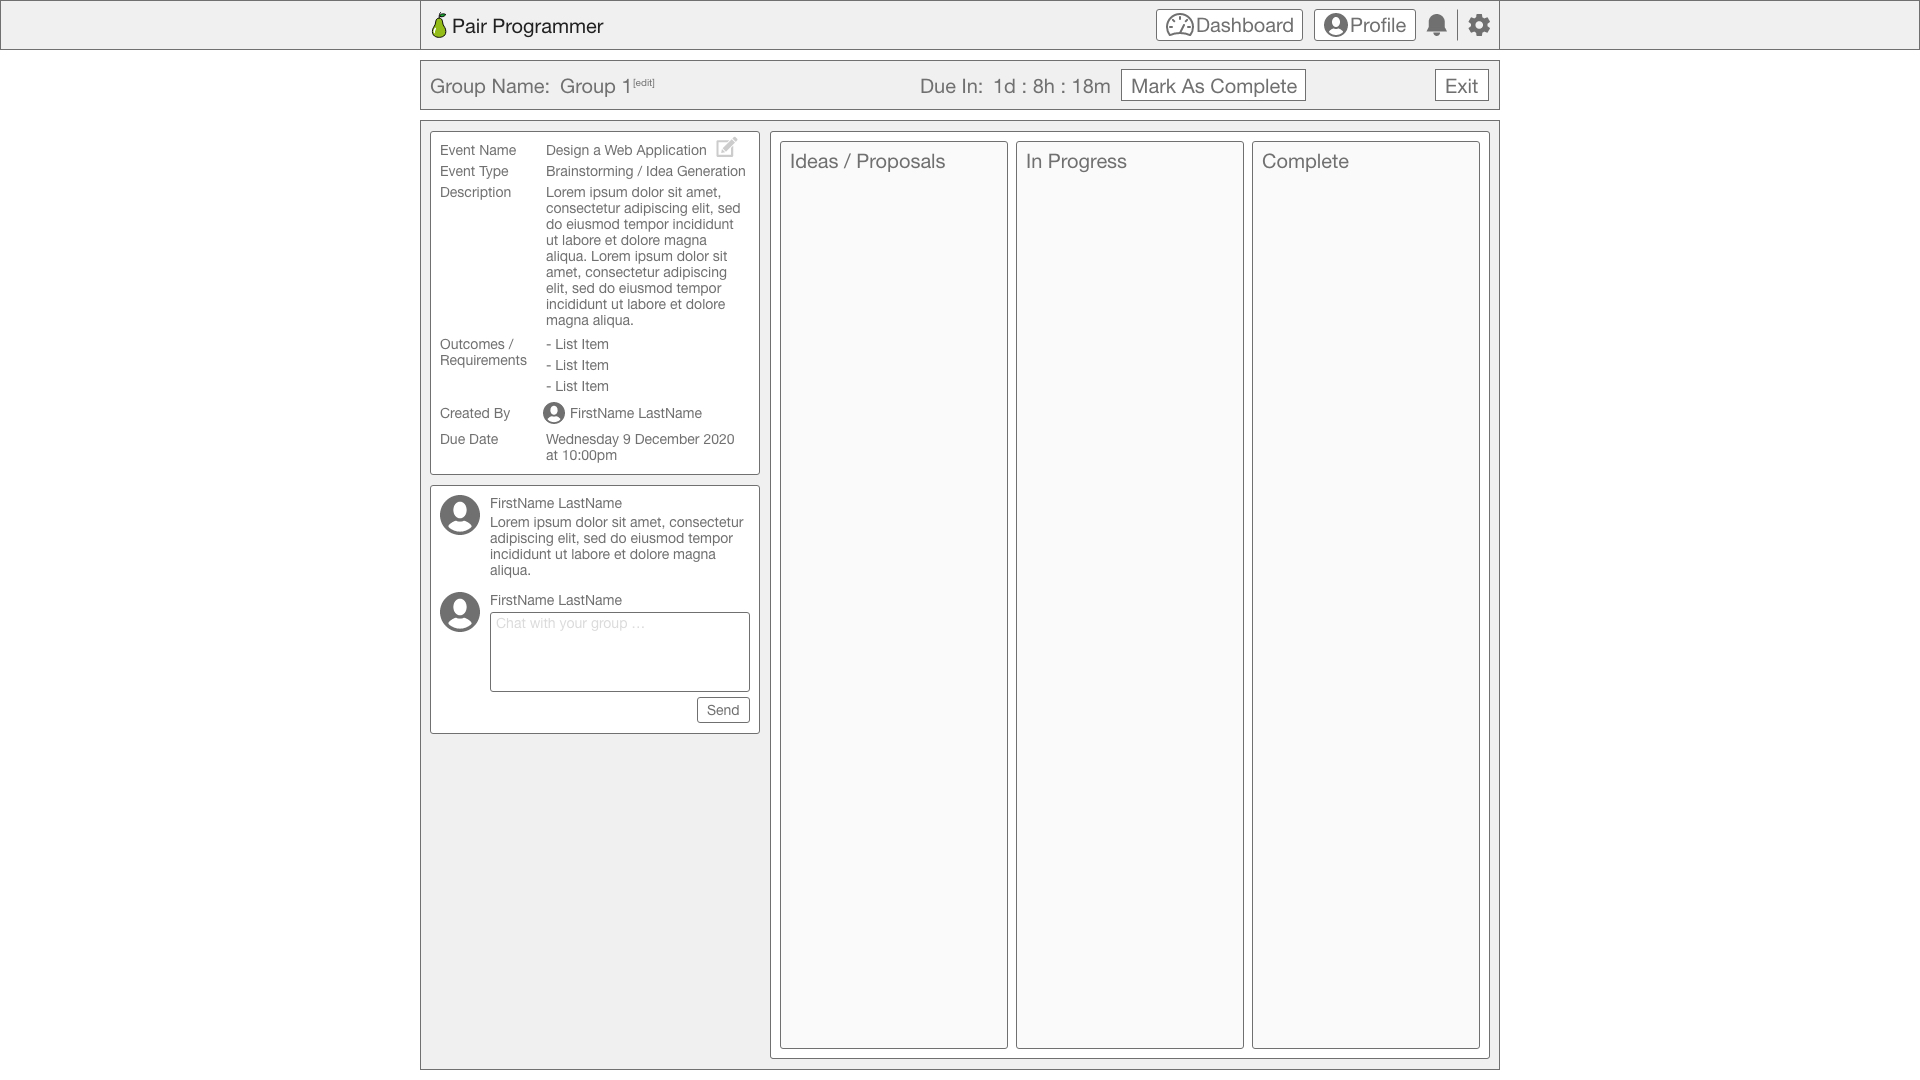 Pair Programmer
Dashboard
Profile
Group Name: Group 1[edit]
Due In: 1d : 8h : 18m
Mark As Complete
Exit
Event Name
Design a Web Application
Event Type
Brainstorming / Idea Generation
Description
Lorem ipsum dolor sit amet,
consectetur adipiscing elit, sed
do eiusmod tempor incididunt
ut labore et dolore magna
aliqua. Lorem ipsum dolor sit
amet, consectetur adipiscing
elit, sed do eiusmod tempor
incididunt ut labore et dolore
magna aliqua.
Outcomes /
Requirements
- List Item
- List Item
- List Item
Created By
FirstName LastName
Due Date
Wednesday 9 December 2020
at 10:00pm
FirstName LastName
Lorem ipsum dolor sit amet, consectetur
adipiscing elit, sed do eiusmod tempor
incididunt ut labore et dolore magna
aliqua.
FirstName LastName
Chat with your group ...
Send
Ideas / Proposals
In Progress
Complete